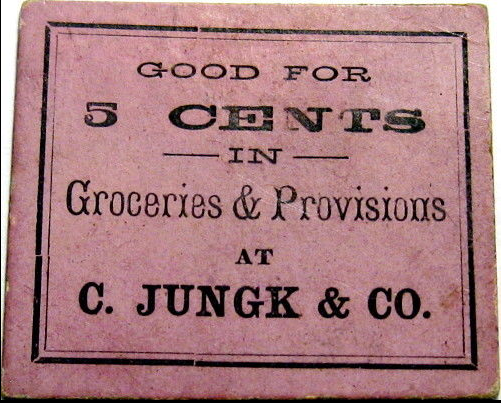 GOOD FOR
5 CENTS
IN
Groceries & Provisions
AT
C. JUNGK & CO.